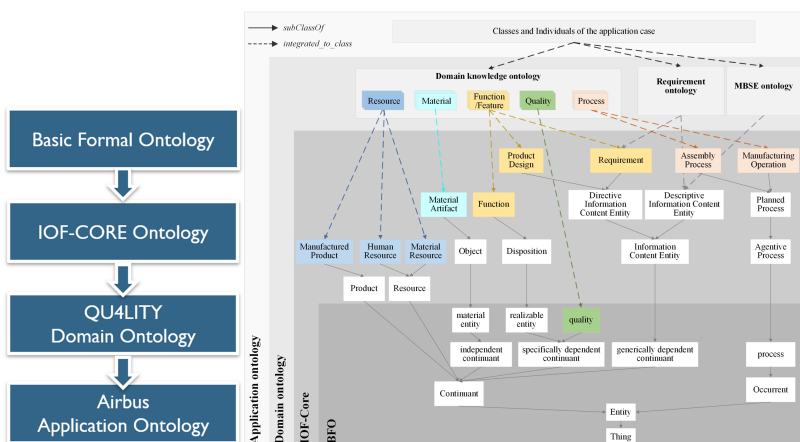 Basic Formal Ontology
IOF-CORE Ontology
QU4LITY
Domain Ontology
Airbus
Application Ontology
subClassOf
integrated_to_class
Classes and Individuals of the application case
Domain knowledge ontology
Resource
Material
Function
/Feature
Quality
Process
Requirement
ontology
MBSE ontology
Product
Design
Requirement
Assembly
Process
Manufacturing
Operation
Material
Artifact
Function
Directive
Information
Content Entity
Descriptive
Information Content
Entity
Planned
Process
Manufactured
Product
Human
Resource
Material
Resource
Object
Disposition
Information
Content Entity
Agentive
Process
Product
Resource
material
entity
realizable
entity
quality
independent
continuant
specifically dependent
continuant
generically dependent
continuant
process
Continuant
Occurrent
Entity
Thing
Application ontology
Domain ontology
IOF-Core
BFO